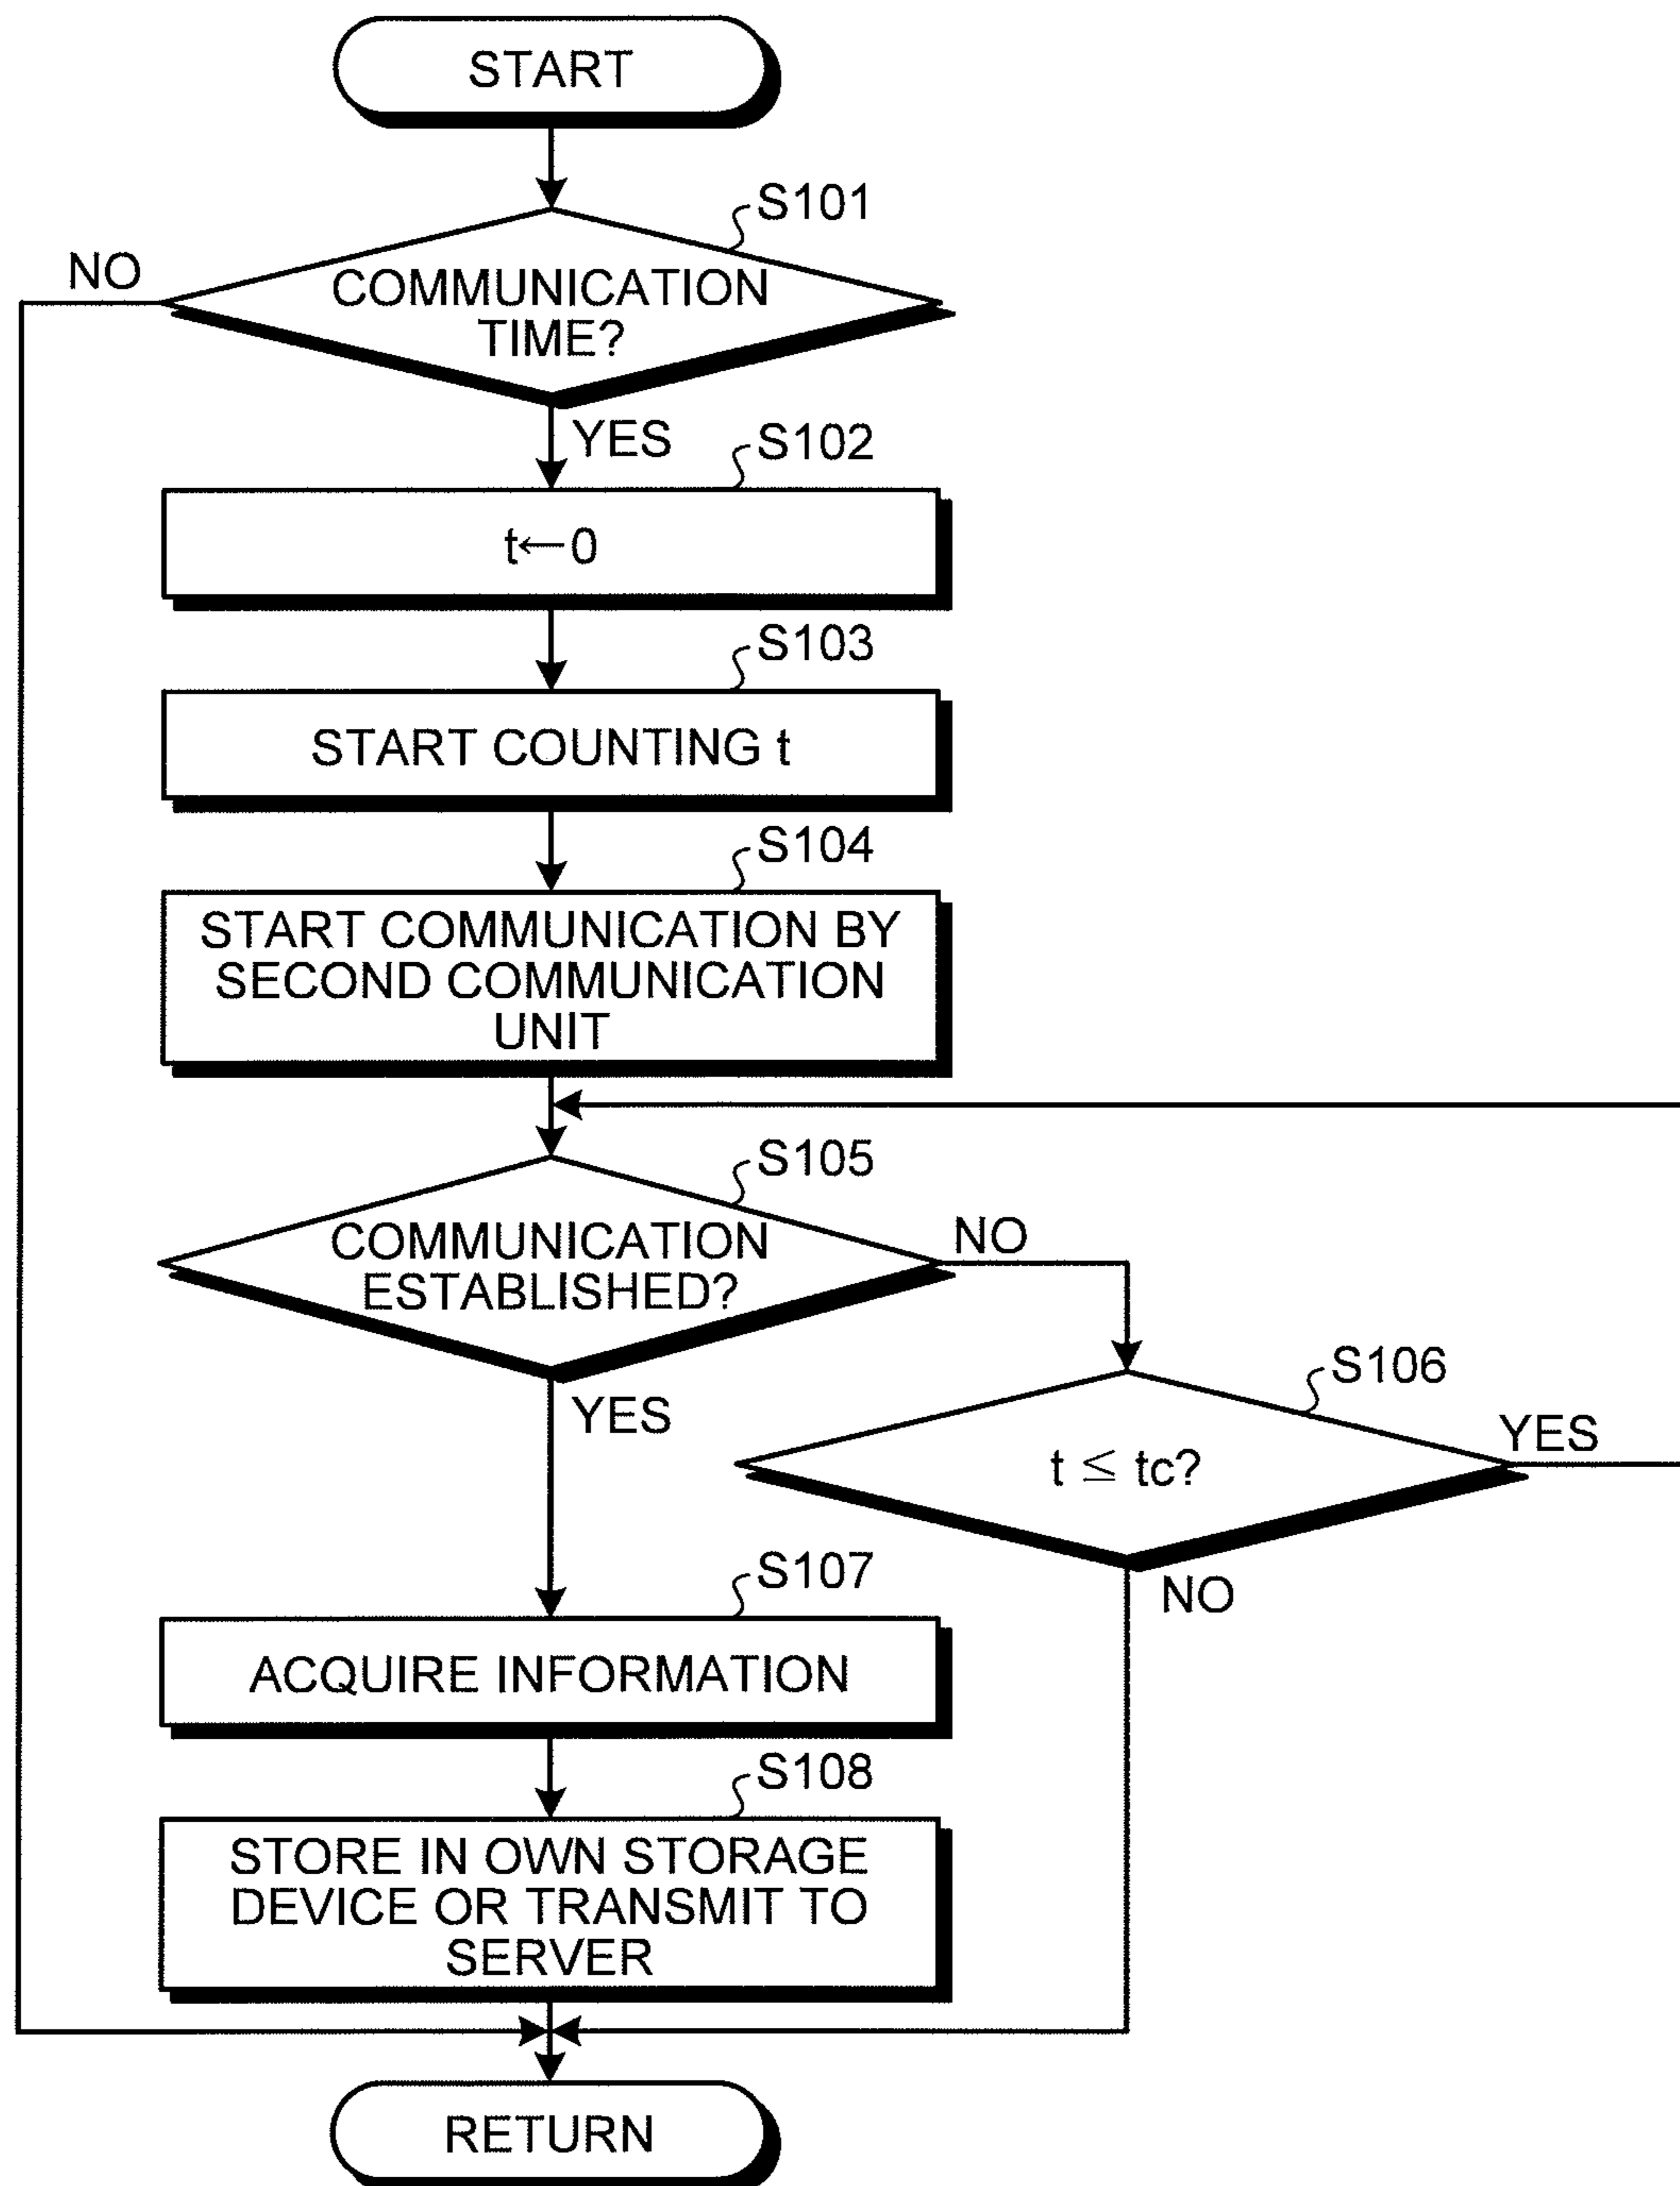 START
S101
NO
COMMUNICATION
TIME?
YES
S102
t←0
S103
START COUNTING t
S104
START COMMUNICATION BY
SECOND COMMUNICATION
UNIT
S105
COMMUNICATION
ESTABLISHED?
NO
YES
S106
t ≦ tc?
YES
NO
S107
ACQUIRE INFORMATION
S108
STORE IN OWN STORAGE
DEVICE OR TRANSMIT TO
SERVER
RETURN